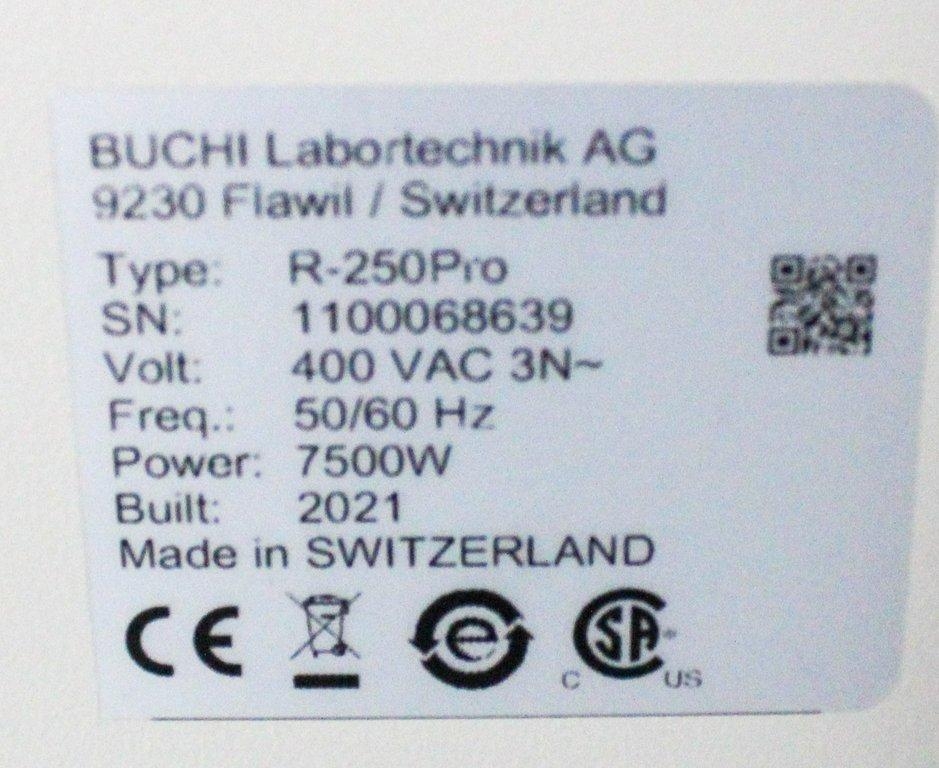 BUCHI Labortechnik AG
9230 Flawil / Switzerland
Type: R-250Pro
SN: 1100068639
Volt: 400 VAC 3N~
Freq.: 50/60 Hz
Power: 7500W
Built: 2021
Made in SWITZERLAND
CE e C SA US